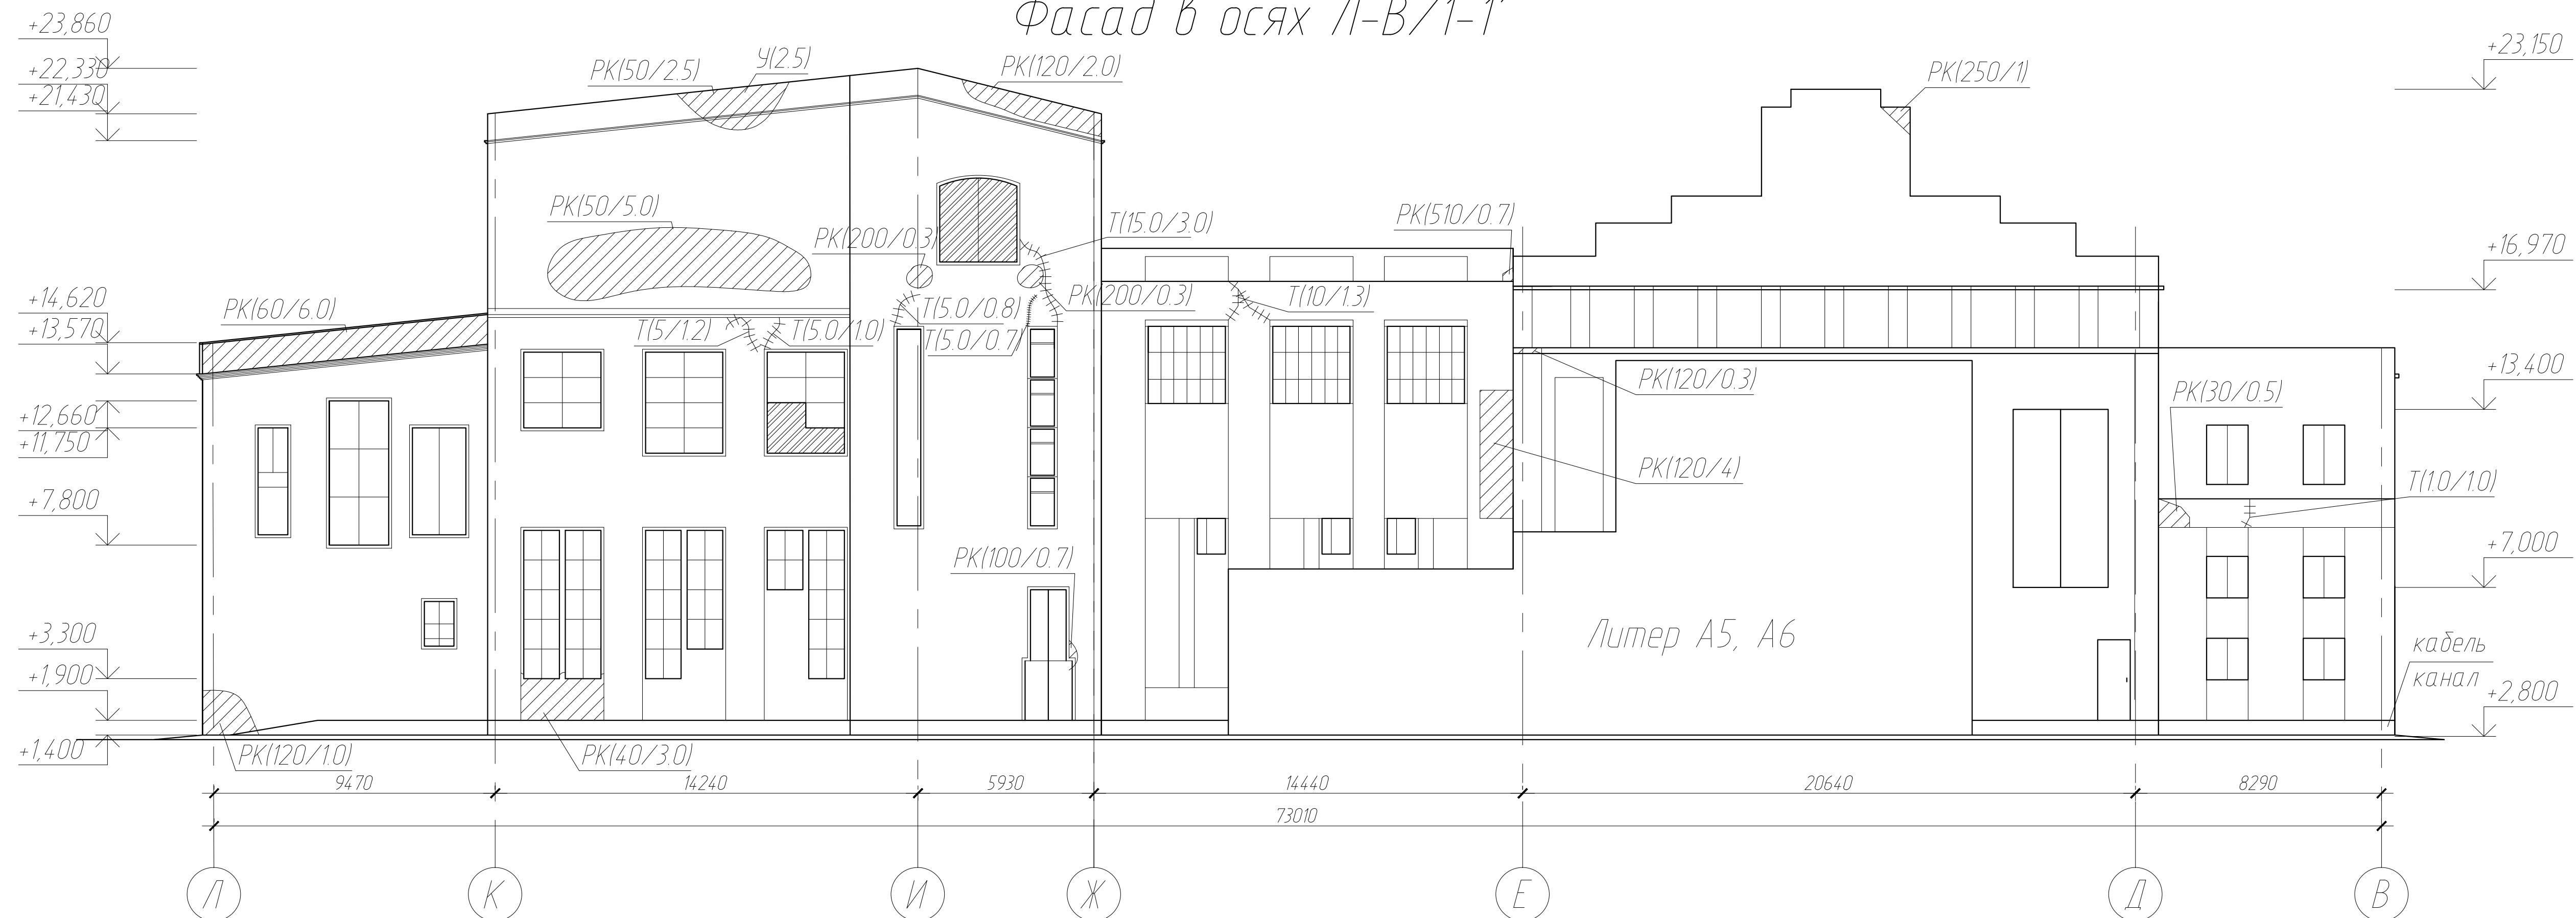 Фасад в осях Л-В/1-1'
+23,860
+22,330
+21,430
+14,620
+13,570
+12,660
+11,750
+7,800
+3,300
+1,900
+1,400
РК(50/2.5)
У(2.5)
РК(120/2.0)
РК(250/1)
+23,150
+16,970
+13,400
+7,000
+2,800
РК(50/5.0)
РК(200/0.3)
Т(15.0/3.0)
РК(510/0.7)
РК(60/6.0)
Т(5/1.2)
Т(5.0/1.0)
Т(5.0/0.8)
Т(5.0/0.7)
РК(200/0.3)
Т(10/1.3)
РК(120/0.3)
РК(120/4)
РК(30/0.5)
Т(1.0/1.0)
РК(100/0.7)
Литер А5, А6
кабель
канал
РК(120/1.0)
РК(40/3.0)
9470
14240
5930
14440
20640
8290
73010
Л
К
И
Ж
Е
Д
В